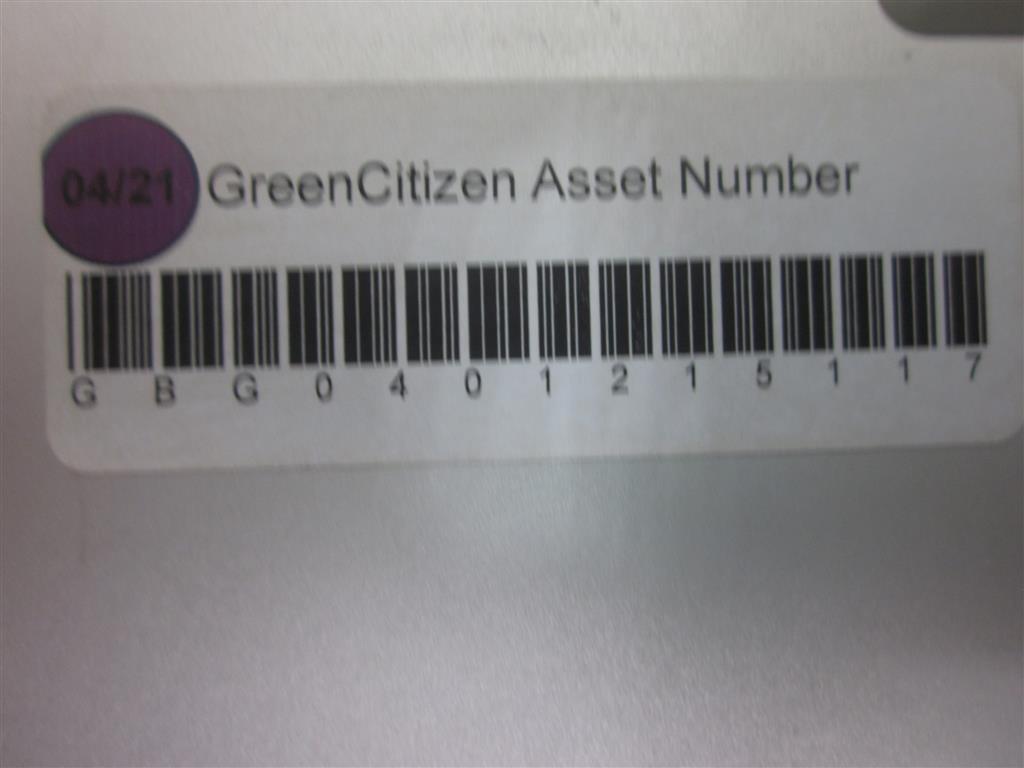 04/21 GreenCitizen Asset Number
G B G 0 4 0 1 2 1 5 1 1 7